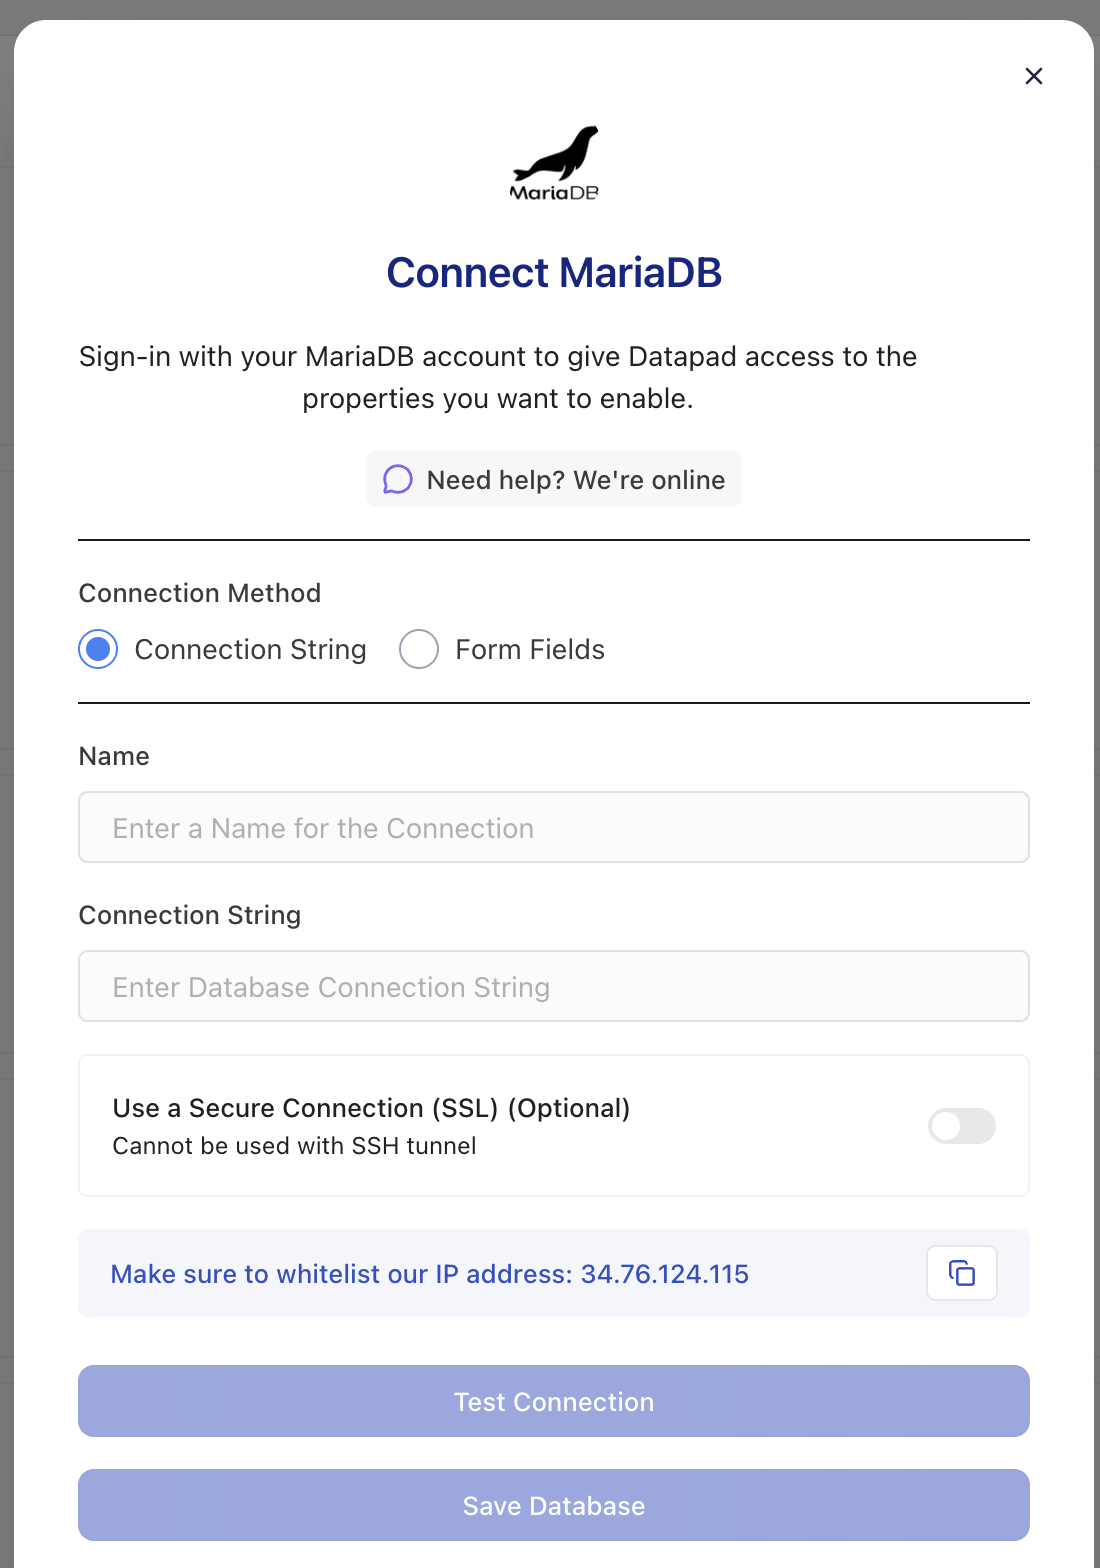 MariaDB
Connect MariaDB
Sign-in with your MariaDB account to give Datapad access to the
properties you want to enable.
Need help? We're online
Connection Method
Connection String
Form Fields
Name
Enter a Name for the Connection
Connection String
Enter Database Connection String
Use a Secure Connection (SSL) (Optional)
Cannot be used with SSH tunnel
Make sure to whitelist our IP address: 34.76.124.115
Test Connection
Save Database